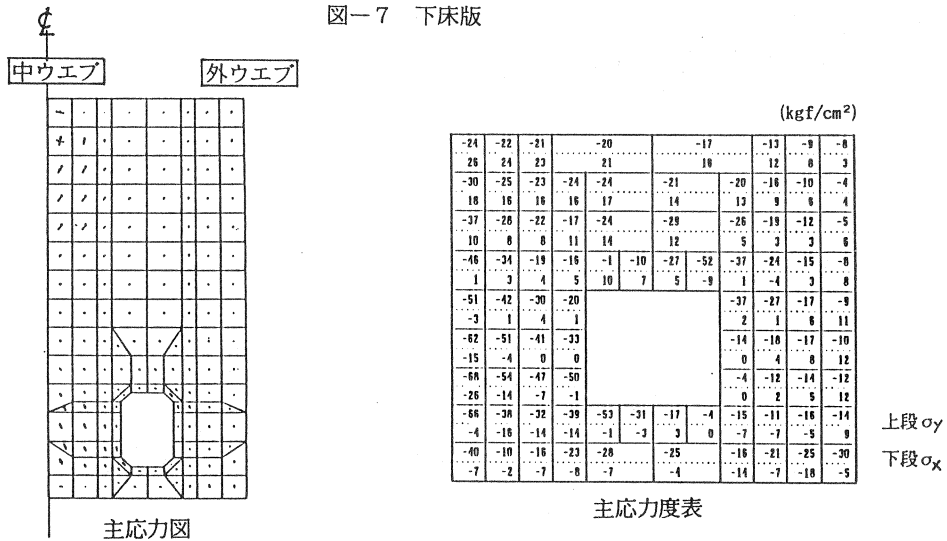 図−7 下床版
℄
中ウエブ 外ウエブ
(kgf/cm²)
-24 -22 -21 -20 -17 -13 -9 -8
26 24 23 21 18 12 8 3
-30 -25 -23 -24 -24 -21 -20 -16 -10 -4
18 16 16 16 17 14 13 9 6 4
-37 -28 -22 -17 -24 -29 -26 -19 -12 -5
10 8 8 11 14 12 5 3 3 6
-46 -34 -19 -16 -1 -10 -27 -52 -37 -24 -15 -8
1 3 4 5 10 7 5 -9 1 -4 3 8
-51 -42 -30 -20 -37 -27 -17 -9
-3 1 4 1 2 1 6 11
-62 -51 -41 -33 -14 -18 -17 -10
-15 -4 0 0 0 4 8 12
-68 -54 -47 -50 -4 -12 -14 -12
-26 -14 -7 -1 0 2 5 12
-66 -38 -32 -39 -53 -31 -17 -4 -15 -11 -16 -14
-4 -16 -14 -14 -1 -3 3 0 -7 -7 -5 9
-40 -10 -16 -23 -28 -25 -16 -21 -25 -30
-7 -2 -7 -8 -7 -4 -14 -7 -18 -5
上段σy
下段σx
主応力図
主応力度表